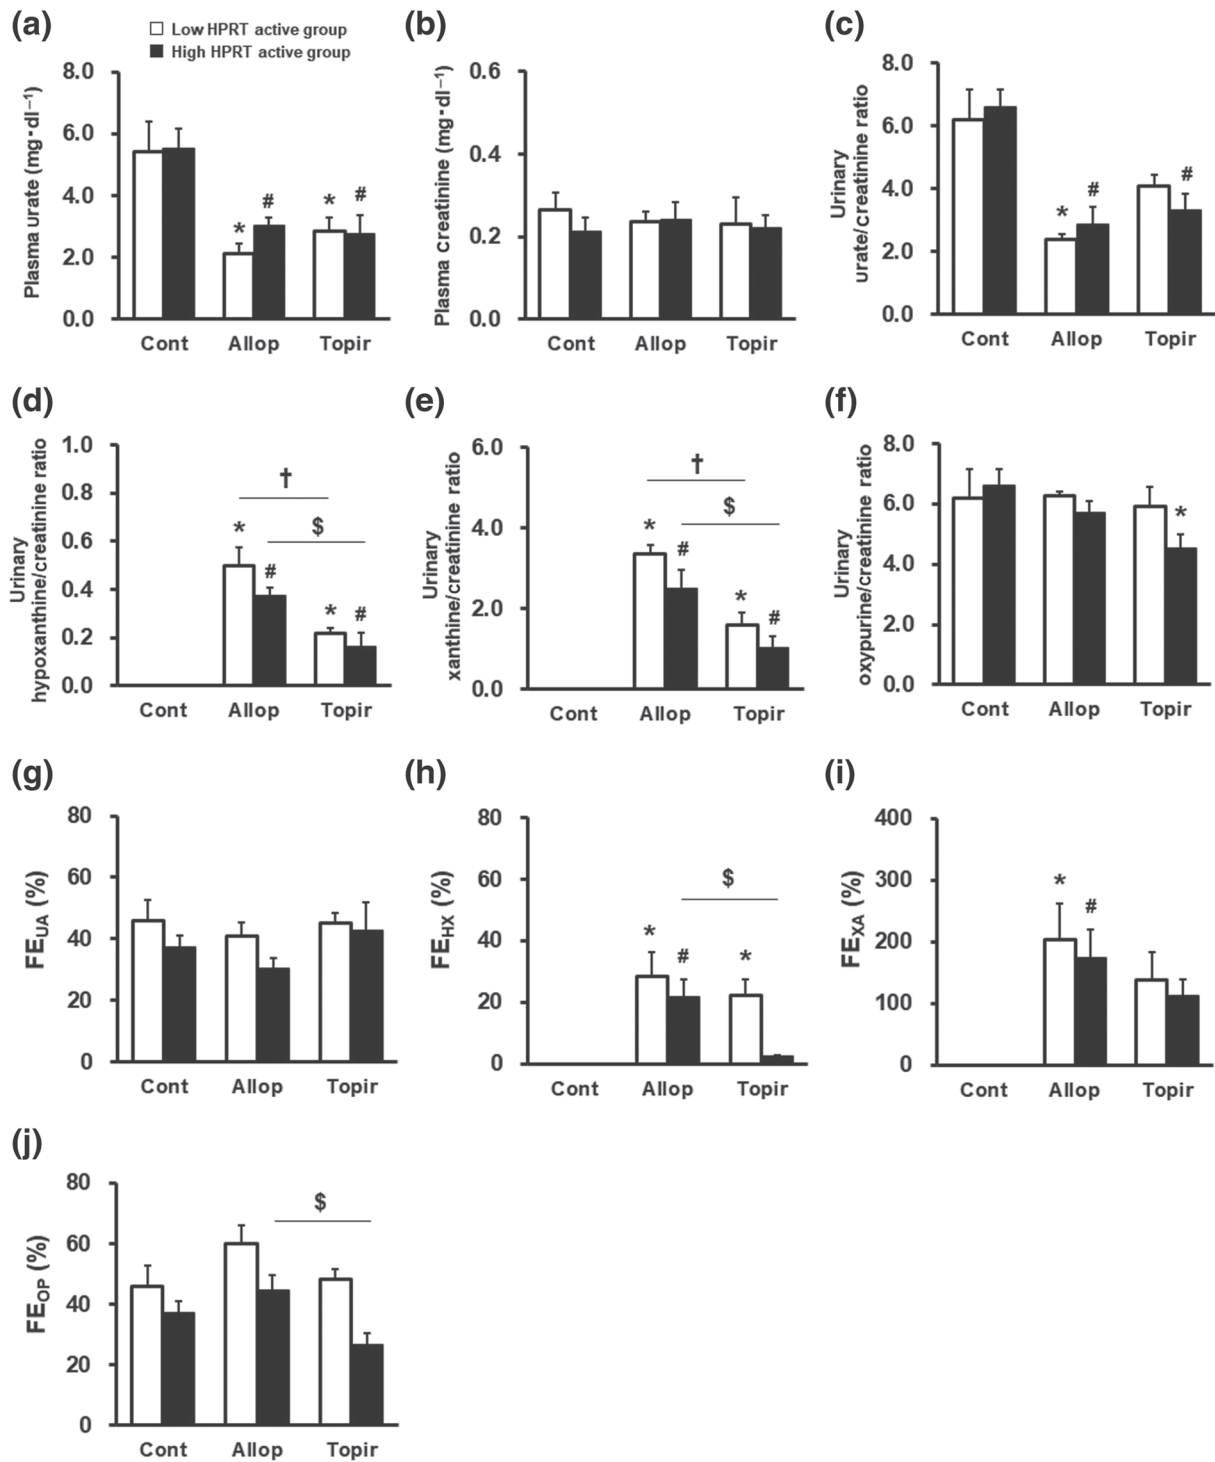 (a)
Low HPRT active group
High HPRT active group
Plasma urate (mg·dl⁻¹)
8.0
6.0
4.0
2.0
0.0
* # * #
Cont Allop Topir
(b)
Plasma creatinine (mg·dl⁻¹)
0.6
0.4
0.2
0.0
Cont Allop Topir
(c)
Urinary
urate/creatinine ratio
8.0
6.0
4.0
2.0
0.0
* # #
Cont Allop Topir
(d)
Urinary
hypoxanthine/creatinine ratio
1.0
0.8
0.6
0.4
0.2
0.0
†
$
* # * #
Cont Allop Topir
(e)
Urinary
xanthine/creatinine ratio
6.0
4.0
2.0
0.0
†
$
* # * #
Cont Allop Topir
(f)
Urinary
oxypurine/creatinine ratio
8.0
6.0
4.0
2.0
0.0
*
Cont Allop Topir
(g)
FEUA (%)
80
60
40
20
0
Cont Allop Topir
(h)
FEHX (%)
80
60
40
20
0
$
* # *
Cont Allop Topir
(i)
FEXA (%)
400
300
200
100
0
* #
Cont Allop Topir
(j)
FEOP (%)
80
60
40
20
0
$
Cont Allop Topir